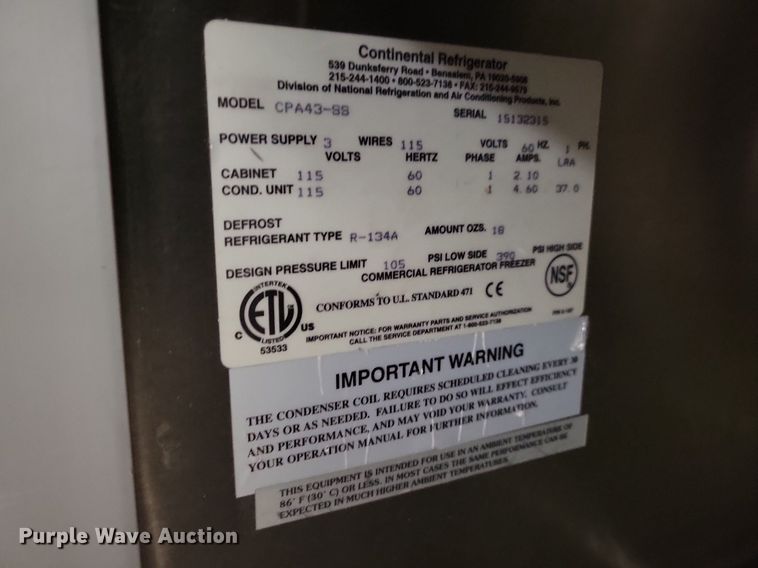 Continental Refrigerator
539 Dunksferry Road • Bensalem, PA 19020-5908
215-244-1400 • 800-523-7138 • FAX: 215-244-9579
Division of National Refrigeration and Air Conditioning Products, Inc.
MODEL CPA43-SS SERIAL 15132315
POWER SUPPLY 3 WIRES 115 VOLTS 60 HZ. 1 PH.
VOLTS HERTZ PHASE AMPS. LRA
CABINET 115 60 1 2.10
COND. UNIT 115 60 1 4.60 37.0
DEFROST
REFRIGERANT TYPE R-134A AMOUNT OZS. 18
DESIGN PRESSURE LIMIT 105 PSI LOW SIDE 390 PSI HIGH SIDE
COMMERCIAL REFRIGERATOR FREEZER
INTERTEK
ETL
C US
LISTED
53533
CONFORMS TO U.L. STANDARD 471 CE
NSF
IMPORTANT NOTICE: FOR WARRANTY PARTS AND SERVICE AUTHORIZATION
CALL THE SERVICE DEPARTMENT AT 1-800-523-7138
IMPORTANT WARNING
THE CONDENSER COIL REQUIRES SCHEDULED CLEANING EVERY 30
DAYS OR AS NEEDED. FAILURE TO DO SO WILL EFFECT EFFICIENCY
AND PERFORMANCE, AND MAY VOID YOUR WARRANTY. CONSULT
YOUR OPERATION MANUAL FOR FURTHER INFORMATION.
THIS EQUIPMENT IS INTENDED FOR USE IN AN AMBIENT TEMPERATURE OF
86° F (30° C) OR LESS. IN MOST CASES THE SAME PERFORMANCE CAN BE
EXPECTED IN MUCH HIGHER AMBIENT TEMPERATURES.
Purple Wave Auction